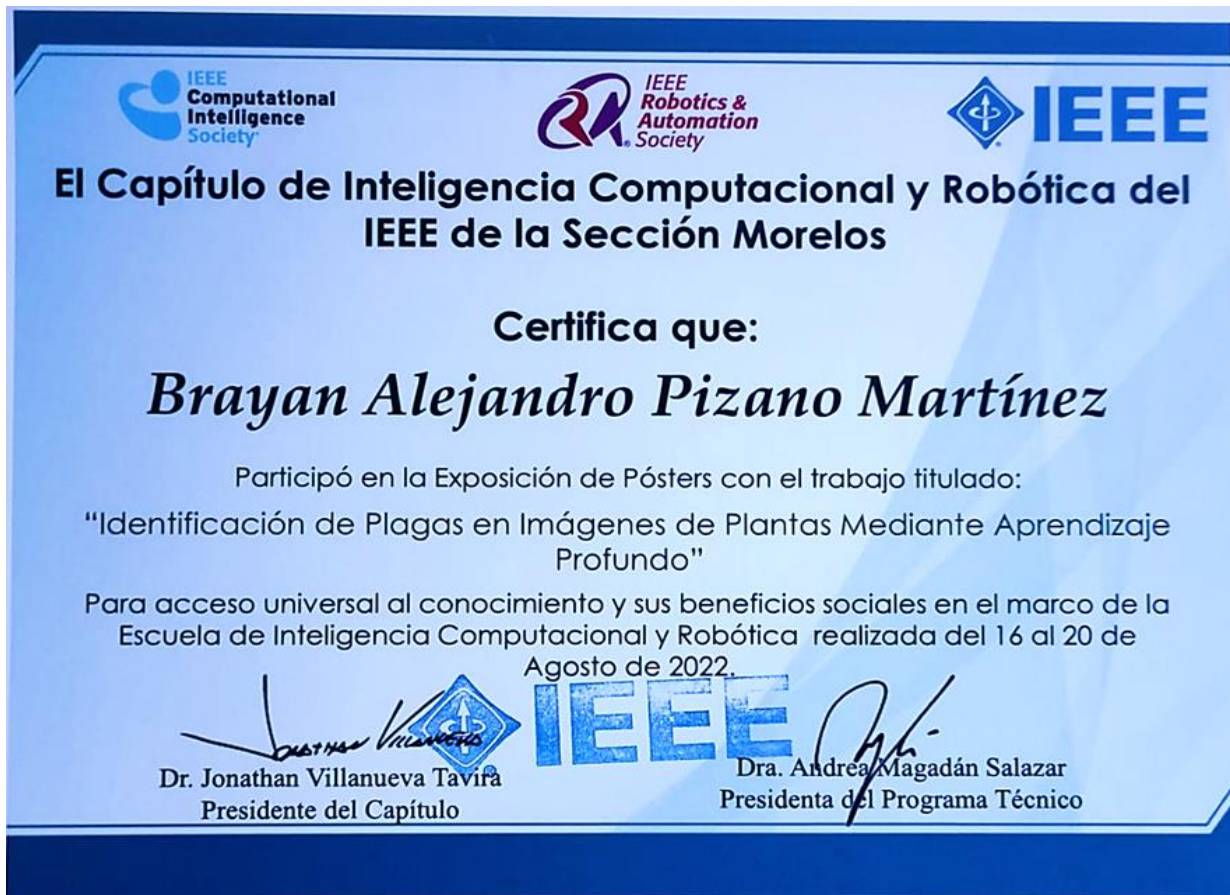 IEEE
Computational
Intelligence
Society
IEEE
Robotics &
Automation
Society
IEEE
El Capítulo de Inteligencia Computacional y Robótica del
IEEE de la Sección Morelos
Certifica que:
Brayan Alejandro Pizano Martínez
Participó en la Exposición de Pósters con el trabajo titulado:
“Identificación de Plagas en Imágenes de Plantas Mediante Aprendizaje
Profundo”
Para acceso universal al conocimiento y sus beneficios sociales en el marco de la
Escuela de Inteligencia Computacional y Robótica realizada del 16 al 20 de
Agosto de 2022.
IEEE
Jonathan Villanueva
Dr. Jonathan Villanueva Tavira
Presidente del Capítulo
Dra. Andrea Magadán Salazar
Presidenta del Programa Técnico